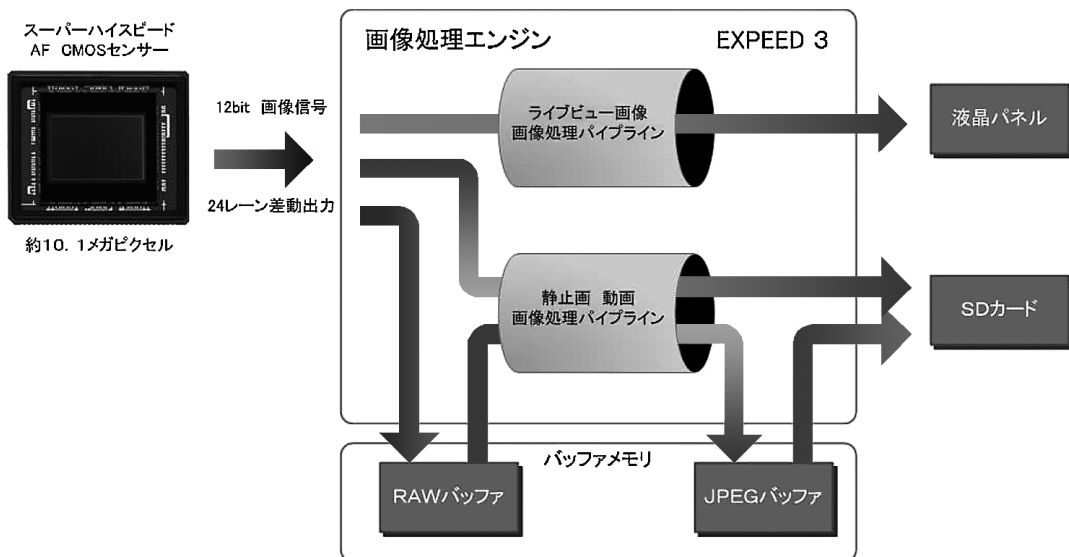 スーパーハイスピード
AF CMOSセンサー
約10.1メガピクセル
12bit 画像信号
24レーン差動出力
画像処理エンジン EXPEED 3
ライブビュー画像
画像処理パイプライン
静止画 動画
画像処理パイプライン
液晶パネル
SDカード
バッファメモリ
RAWバッファ
JPEGバッファ